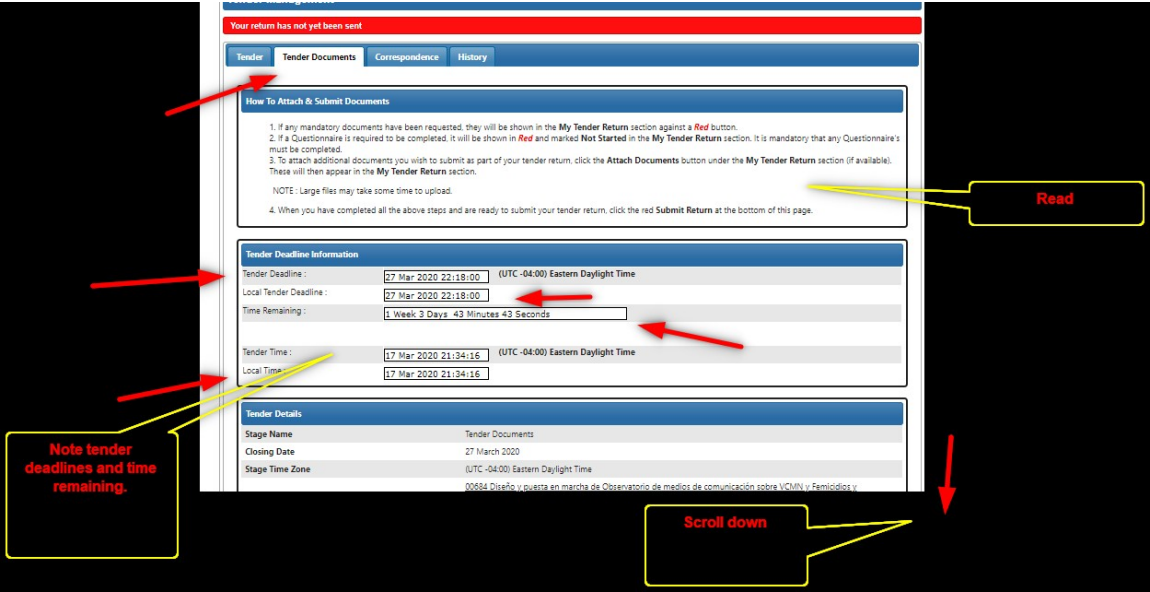 Tender Management
Your return has not yet been sent
Tender Tender Documents Correspondence History
How To Attach & Submit Documents
1. If any mandatory documents have been requested, they will be shown in the My Tender Return section against a Red button.
2. If a Questionnaire is required to be completed, it will be shown in Red and marked Not Started in the My Tender Return section. It is mandatory that any Questionnaire's
must be completed.
3. To attach additional documents you wish to submit as part of your tender return, click the Attach Documents button under the My Tender Return section (if available).
These will then appear in the My Tender Return section.
NOTE : Large files may take some time to upload.
4. When you have completed all the above steps and are ready to submit your tender return, click the red Submit Return at the bottom of this page.
Read
Tender Deadline Information
Tender Deadline : 27 Mar 2020 22:18:00 (UTC -04:00) Eastern Daylight Time
Local Tender Deadline : 27 Mar 2020 22:18:00
Time Remaining : 1 Week 3 Days 43 Minutes 43 Seconds
Tender Time : 17 Mar 2020 21:34:16 (UTC -04:00) Eastern Daylight Time
Local Time : 17 Mar 2020 21:34:16
Note tender
deadlines and time
remaining.
Tender Details
Stage Name Tender Documents
Closing Date 27 March 2020
Stage Time Zone (UTC -04:00) Eastern Daylight Time
00684 Diseño y puesta en marcha de Observatorio de medios de comunicación sobre VCMN y Femicidios y
Scroll down